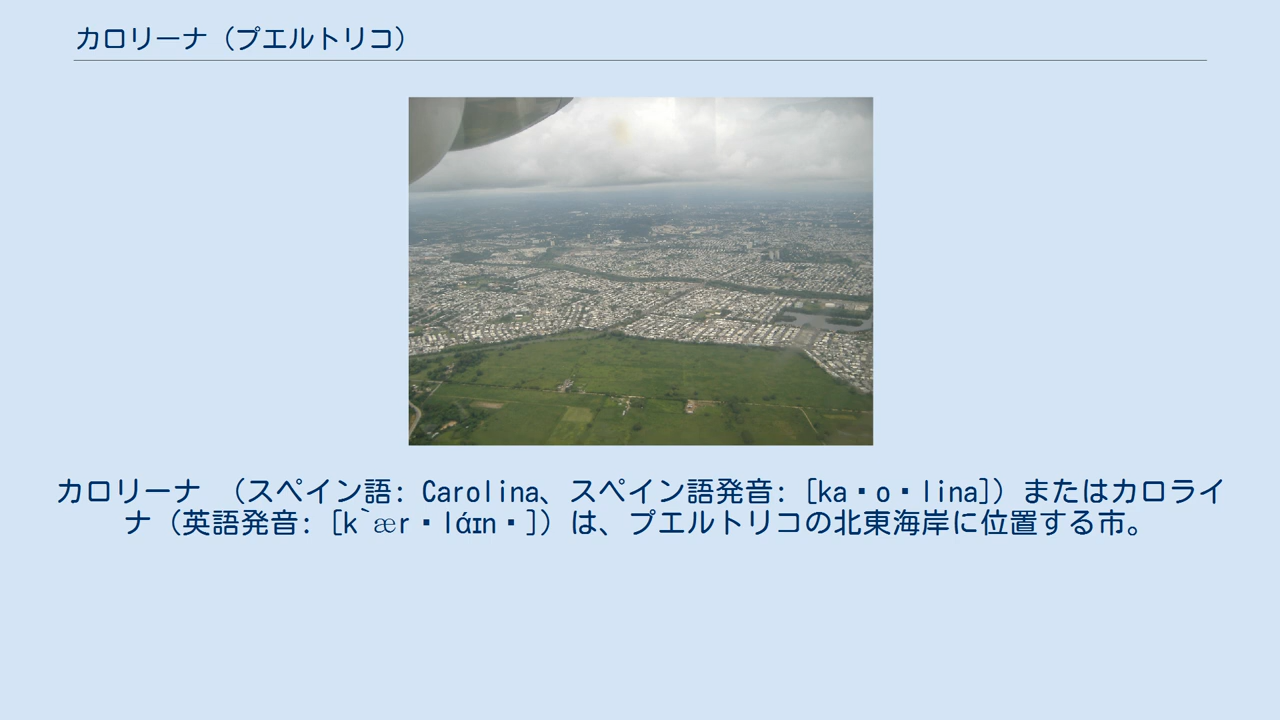 カロリーナ（プエルトリコ）
カロリーナ （スペイン語: Carolina、スペイン語発音: [ka▪o▪lina]）またはカロライ
ナ（英語発音: [k`ær▪lάɪn▪]）は、プエルトリコの北東海岸に位置する市。